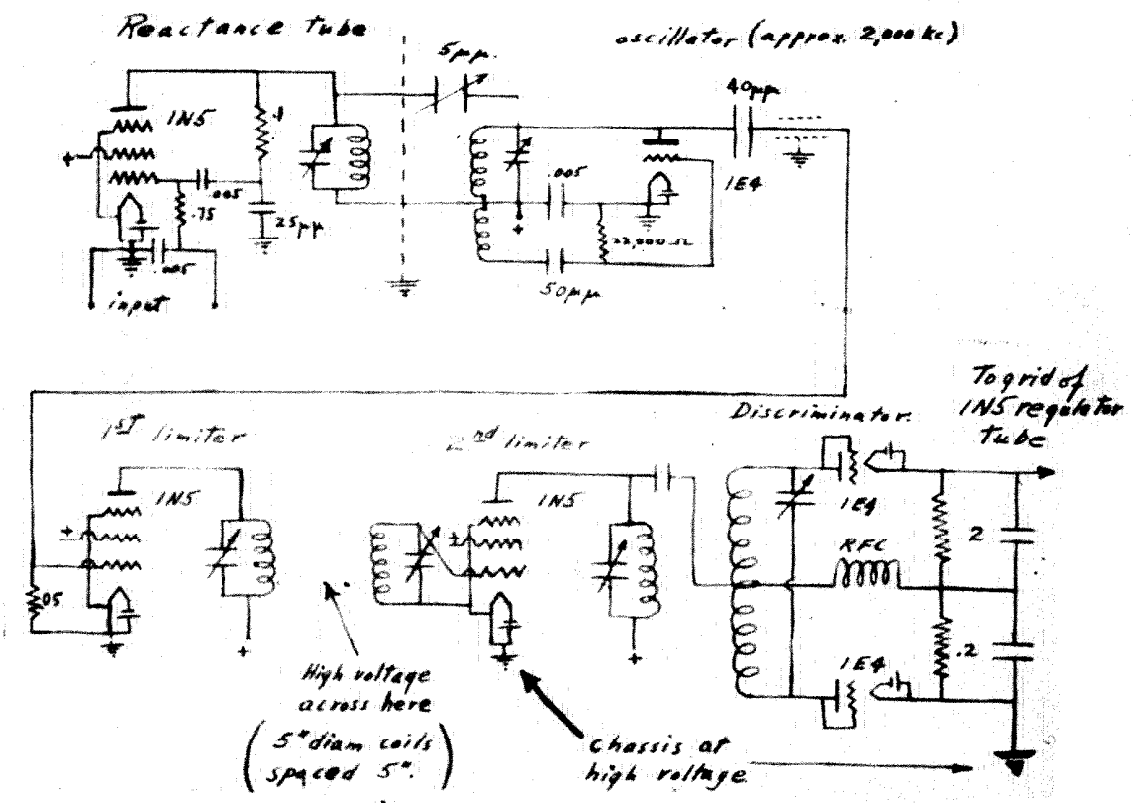 Reactance tube
oscillator (approx. 2,000 kc)
5μμ.
40μμ
1N5
.1
+
.005
.75
25μμ
.005
input
.005
1E4
+
22,000Ω
50μμ
To grid of
1N5 regulator
tube
Discriminator.
1st limiter
2nd limiter
1N5
+
.05
+
1N5
+
+
1E4
RFC
.2
.2
1E4
High voltage
across here
(5" diam coils
spaced 5".)
Chassis at
high voltage